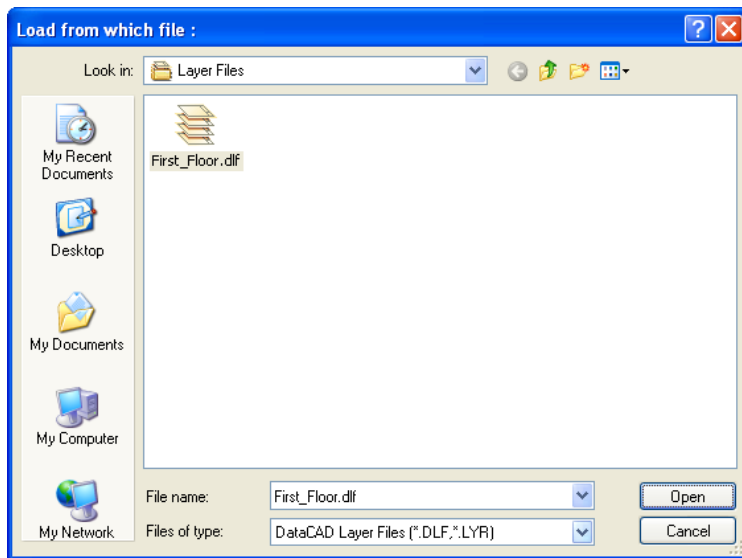 Load from which file :
Look in:
Layer Files
My Recent
Documents
Desktop
My Documents
My Computer
My Network
First_Floor.dlf
File name:
First_Floor.dlf
Open
Files of type:
DataCAD Layer Files (*.DLF,*.LYR)
Cancel